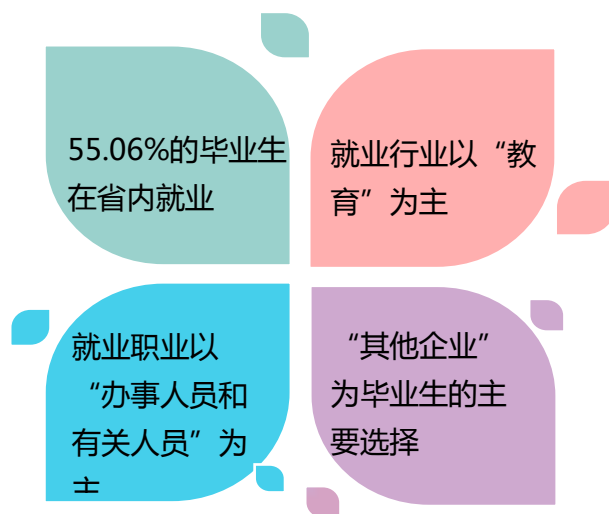 55.06%的毕业生
在省内就业
就业行业以“教
育”为主
就业职业以
“办事人员和
有关人员”为
主
“其他企业”
为毕业生的主
要选择